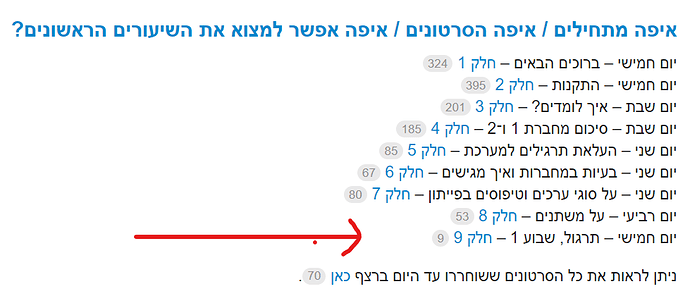 איפה מתחילים / איפה הסרטונים / איפה אפשר למצוא את השיעורים הראשונים?
יום חמישי – ברוכים הבאים – חלק 1 324
יום חמישי – התקנות – חלק 2 395
יום שבת – איך לומדים? – חלק 3 201
יום שבת – סיכום מחברת 1 ו־2 – חלק 4 185
יום שני – העלאת תרגילים למערכת – חלק 5 85
יום שני – בעיות במחברות ואיך מגישים – חלק 6 67
יום שני – על סוגי ערכים וטיפוסים בפייתון – חלק 7 80
יום רביעי – על משתנים – חלק 8 53
יום חמישי – תרגול, שבוע 1 – חלק 9 9
ניתן לראות את כל הסרטונים ששוחררו עד היום ברצף כאן 70.